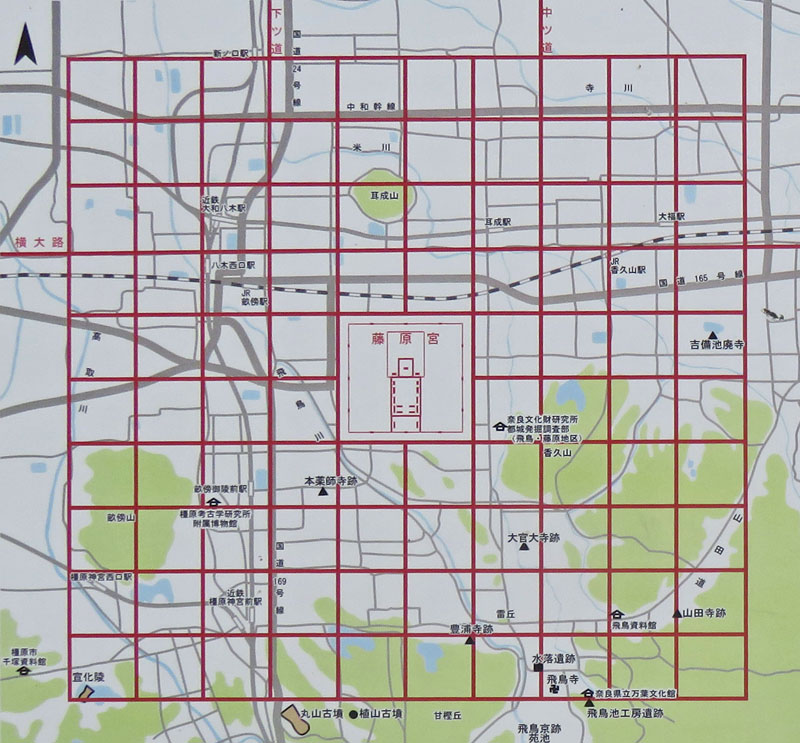 下ツ道
中ツ道
国道24号線
新ノ口駅
寺川
中和幹線
米川
耳成山
近鉄
大和八木駅
耳成駅
大福駅
横大路
八木西口駅
JR
香久山駅
国道165号線
JR
畝傍駅
藤原宮
吉備池廃寺
高取川
飛鳥川
奈良文化財研究所
都城発掘調査部
(飛鳥・藤原地区)
香久山
本薬師寺跡
畝傍御陵前駅
橿原考古学研究所
附属博物館
畝傍山
大官大寺跡
山田道
国道169号線
橿原神宮西口駅
近鉄
橿原神宮前駅
雷丘
飛鳥資料館
山田寺跡
豊浦寺跡
橿原市
千塚資料館
宣化陵
水落遺跡
飛鳥寺
奈良県立万葉文化館
飛鳥池工房遺跡
丸山古墳
植山古墳
甘樫丘
飛鳥京跡
苑池